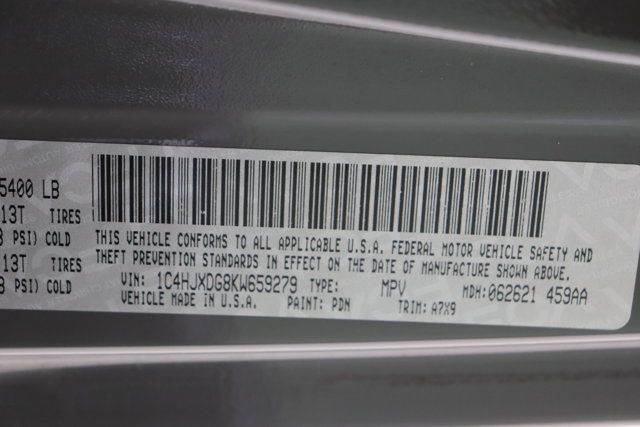 5400 LB
13T TIRES
PSI) COLD
13T TIRES
PSI) COLD
THIS VEHICLE CONFORMS TO ALL APPLICABLE U.S.A. FEDERAL MOTOR VEHICLE SAFETY AND
THEFT PREVENTION STANDARDS IN EFFECT ON THE DATE OF MANUFACTURE SHOWN ABOVE.
VIN: 1C4HJXDG8KW659279 TYPE: MPV MDH: 062621 459AA
VEHICLE MADE IN U.S.A. PAINT: PDN TRIM: A7X9